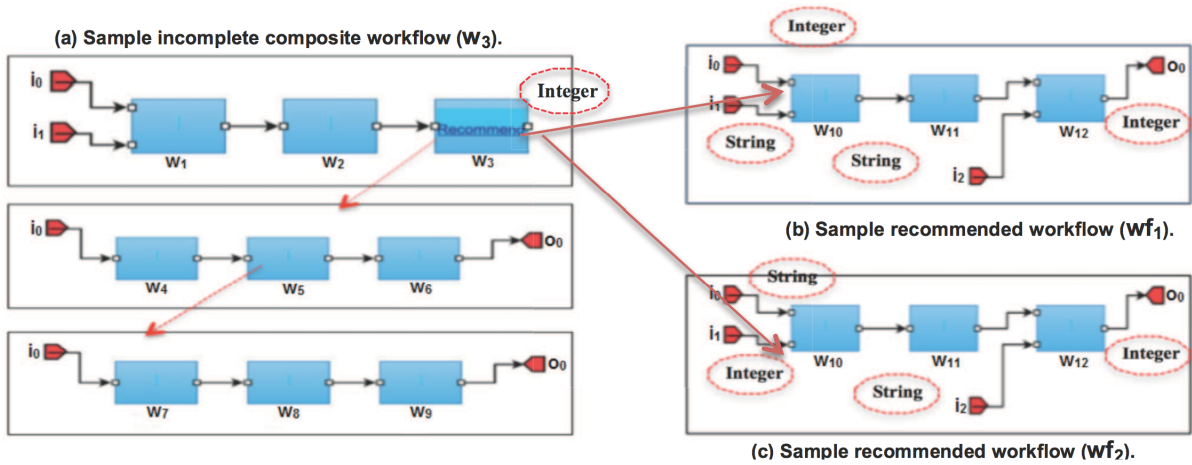 (a) Sample incomplete composite workflow (W3).
i0
i1
W1
W2
Recommend
W3
Integer
i0
W4
W5
W6
O0
i0
W7
W8
W9
O0
Integer
i0
i1
String
String
W10
W11
W12
i2
O0
Integer
(b) Sample recommended workflow (wf1).
String
i0
i1
Integer
String
W10
W11
W12
i2
O0
Integer
(c) Sample recommended workflow (wf2).